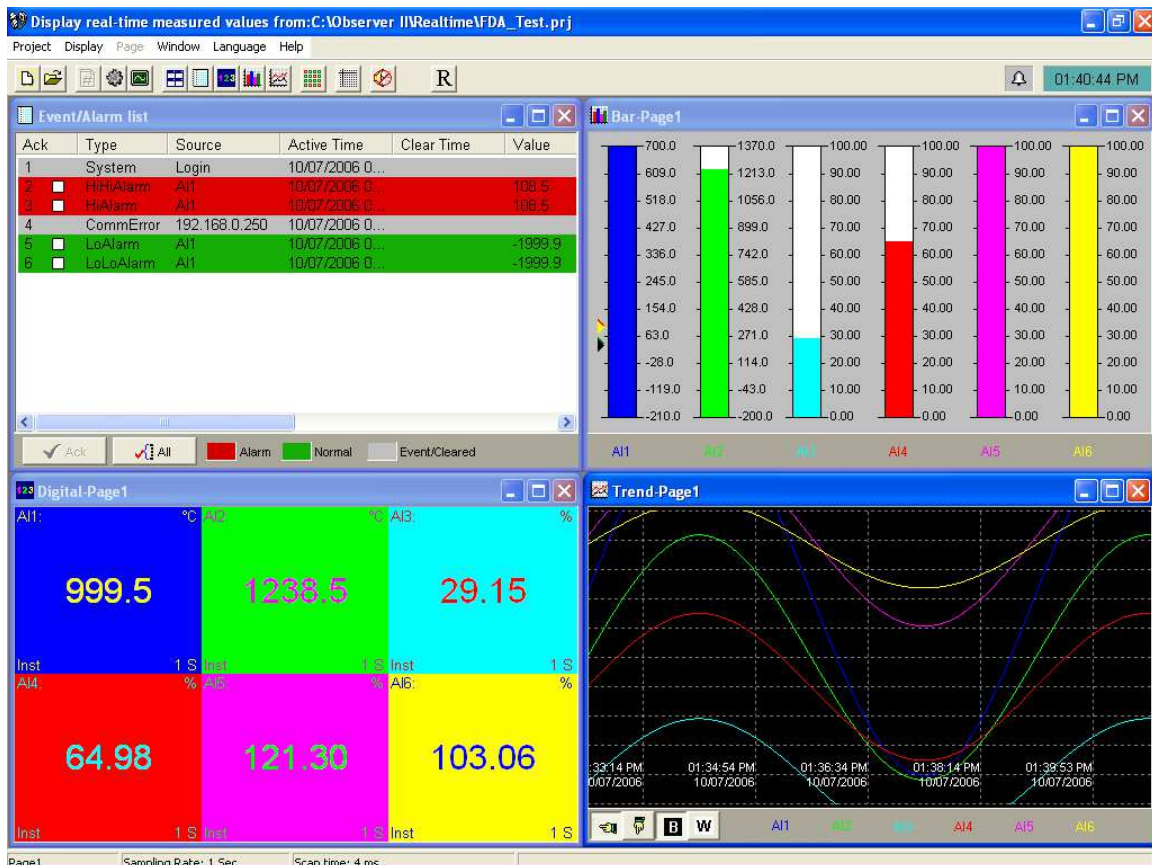 Display real-time measured values from:C:\Observer II\Realtime\FDA_Test.prj
Project Display Page Window Language Help
R 01:40:44 PM
Event/Alarm list
Ack Type Source Active Time Clear Time Value
1 System Login 10/07/2006 0...
2 HiHiAlarm AI1 10/07/2006 0... 108.5
3 HiAlarm AI1 10/07/2006 0... 108.5
4 CommError 192.168.0.250 10/07/2006 0...
5 LoAlarm AI1 10/07/2006 0... -1999.9
6 LoLoAlarm AI1 10/07/2006 0... -1999.9
Ack All Alarm Normal Event/Cleared
Bar-Page1
700.0 1370.0 100.00 100.00 100.00 100.00
609.0 1213.0 90.00 90.00 90.00 90.00
518.0 1056.0 80.00 80.00 80.00 80.00
427.0 899.0 70.00 70.00 70.00 70.00
336.0 742.0 60.00 60.00 60.00 60.00
245.0 585.0 50.00 50.00 50.00 50.00
154.0 428.0 40.00 40.00 40.00 40.00
63.0 271.0 30.00 30.00 30.00 30.00
-28.0 114.0 20.00 20.00 20.00 20.00
-119.0 -43.0 10.00 10.00 10.00 10.00
-210.0 -200.0 0.00 0.00 0.00 0.00
AI1 AI2 AI3 AI4 AI5 AI6
123 Digital-Page1
AI1: °C AI2: °C AI3: %
999.5 1238.5 29.15
Inst 1 S Inst 1 S Inst 1 S
AI4: % AI5: % AI6: %
64.98 121.30 103.06
Inst 1 S Inst 1 S Inst 1 S
Trend-Page1
:33:14 PM 01:34:54 PM 01:36:34 PM 01:38:14 PM 01:39:53 PM
0/07/2006 10/07/2006 10/07/2006 10/07/2006 10/07/2006
B W AI1 AI2 AI3 AI4 AI5 AI6
Page1 Sampling Rate: 1 Sec Scan time: 4 ms